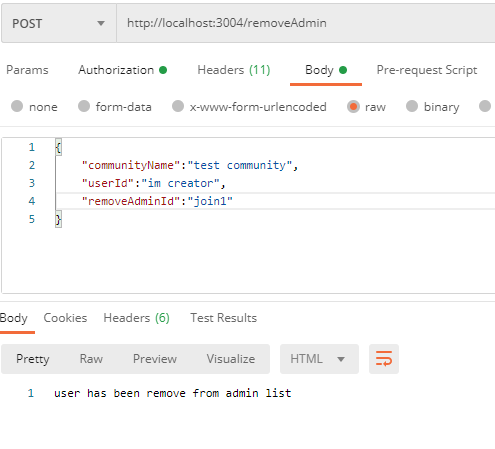 POST http://localhost:3004/removeAdmin
Params Authorization Headers (11) Body Pre-request Script
none form-data x-www-form-urlencoded raw binary
1 {
2 "communityName":"test community",
3 "userId":"im creator",
4 "removeAdminId":"join1"
5 }
Body Cookies Headers (6) Test Results
Pretty Raw Preview Visualize HTML
1 user has been remove from admin list